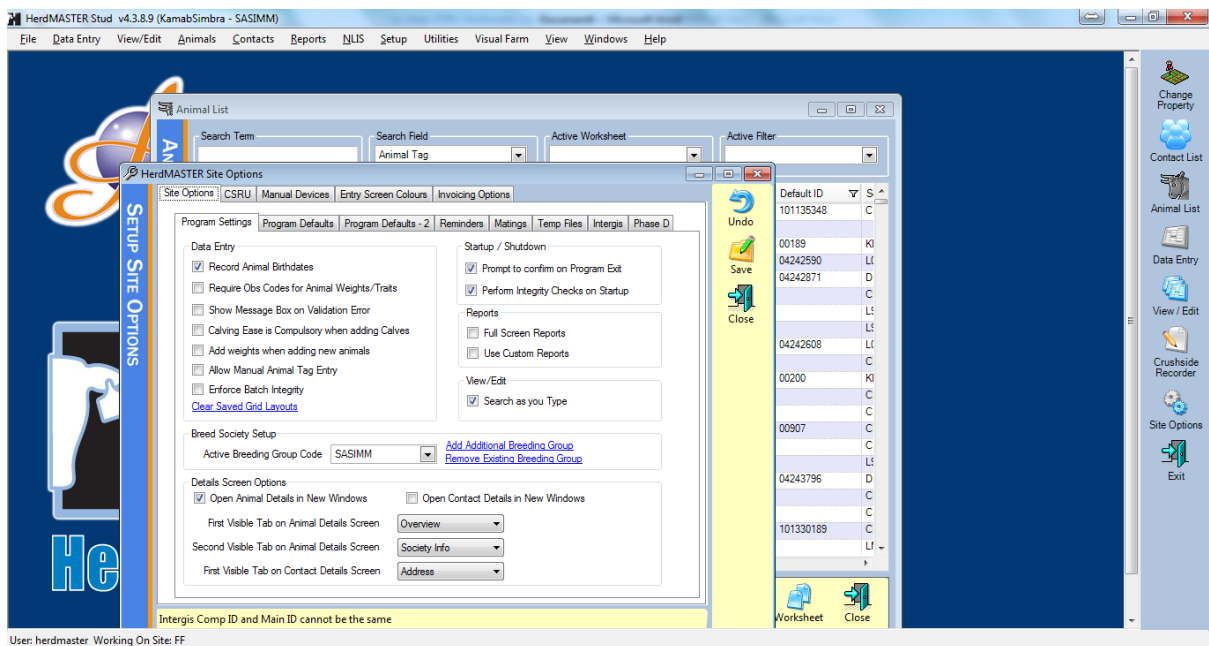 HerdMASTER Stud v4.3.8.9 (KamabSimbra - SASIMM)
File Data Entry View/Edit Animals Contacts Reports NLIS Setup Utilities Visual Farm View Windows Help
Animal List
Search Term Search Field Active Worksheet Active Filter
Animal Tag
HerdMASTER Site Options
Site Options CSRU Manual Devices Entry Screen Colours Invoicing Options
Program Settings Program Defaults Program Defaults - 2 Reminders Matings Temp Files Intergis Phase D
SETUP SITE OPTIONS
Data Entry
Record Animal Birthdates
Require Obs Codes for Animal Weights/Traits
Show Message Box on Validation Error
Calving Ease is Compulsory when adding Calves
Add weights when adding new animals
Allow Manual Animal Tag Entry
Enforce Batch Integrity
Clear Saved Grid Layouts
Startup / Shutdown
Prompt to confirm on Program Exit
Perform Integrity Checks on Startup
Reports
Full Screen Reports
Use Custom Reports
View/Edit
Search as you Type
Breed Society Setup
Active Breeding Group Code SASIMM
Add Additional Breeding Group
Remove Existing Breeding Group
Details Screen Options
Open Animal Details in New Windows Open Contact Details in New Windows
First Visible Tab on Animal Details Screen Overview
Second Visible Tab on Animal Details Screen Society Info
First Visible Tab on Contact Details Screen Address
Intergis Comp ID and Main ID cannot be the same
Undo
Save
Close
Default ID S
101135348 C
00189
04242590
04242871 D
C
04242608
C
00200
C
C
00907 C
C
04243796 D
C
C
101330189 C
Worksheet Close
Change Property
Contact List
Animal List
Data Entry
View / Edit
Crushside Recorder
Site Options
Exit
He
User: herdmaster Working On Site: FF